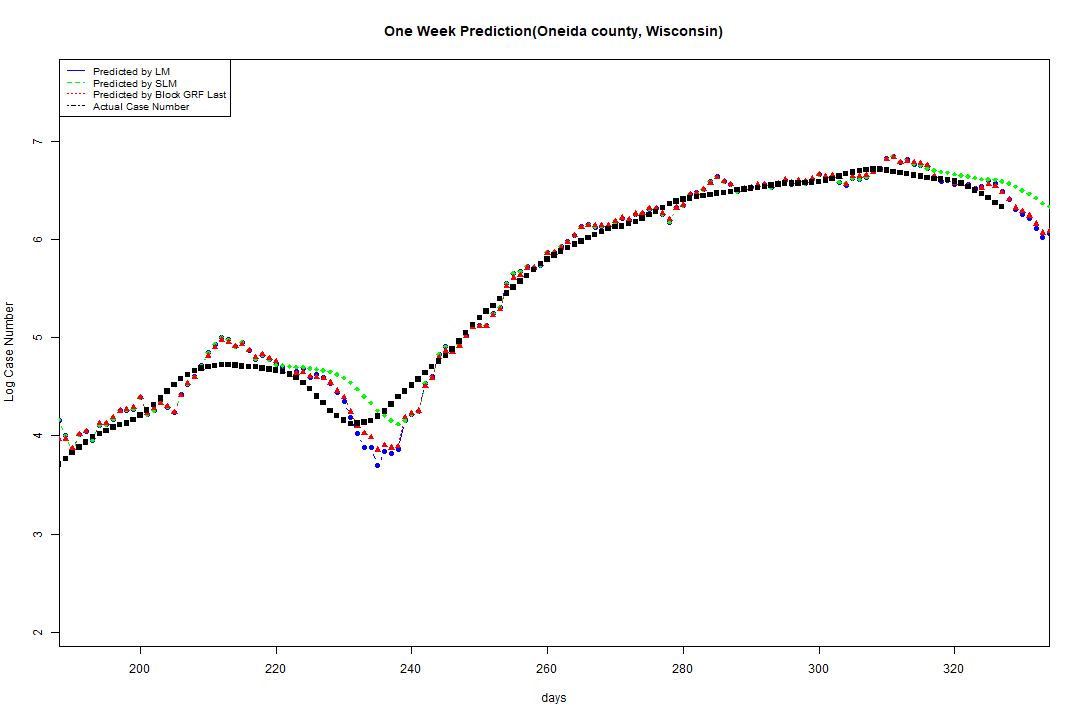 One Week Prediction(Oneida county, Wisconsin)
Predicted by LM
Predicted by SLM
Predicted by Block GRF Last
Actual Case Number
7
6
5
4
3
2
Log Case Number
200 220 240 260 280 300 320
days